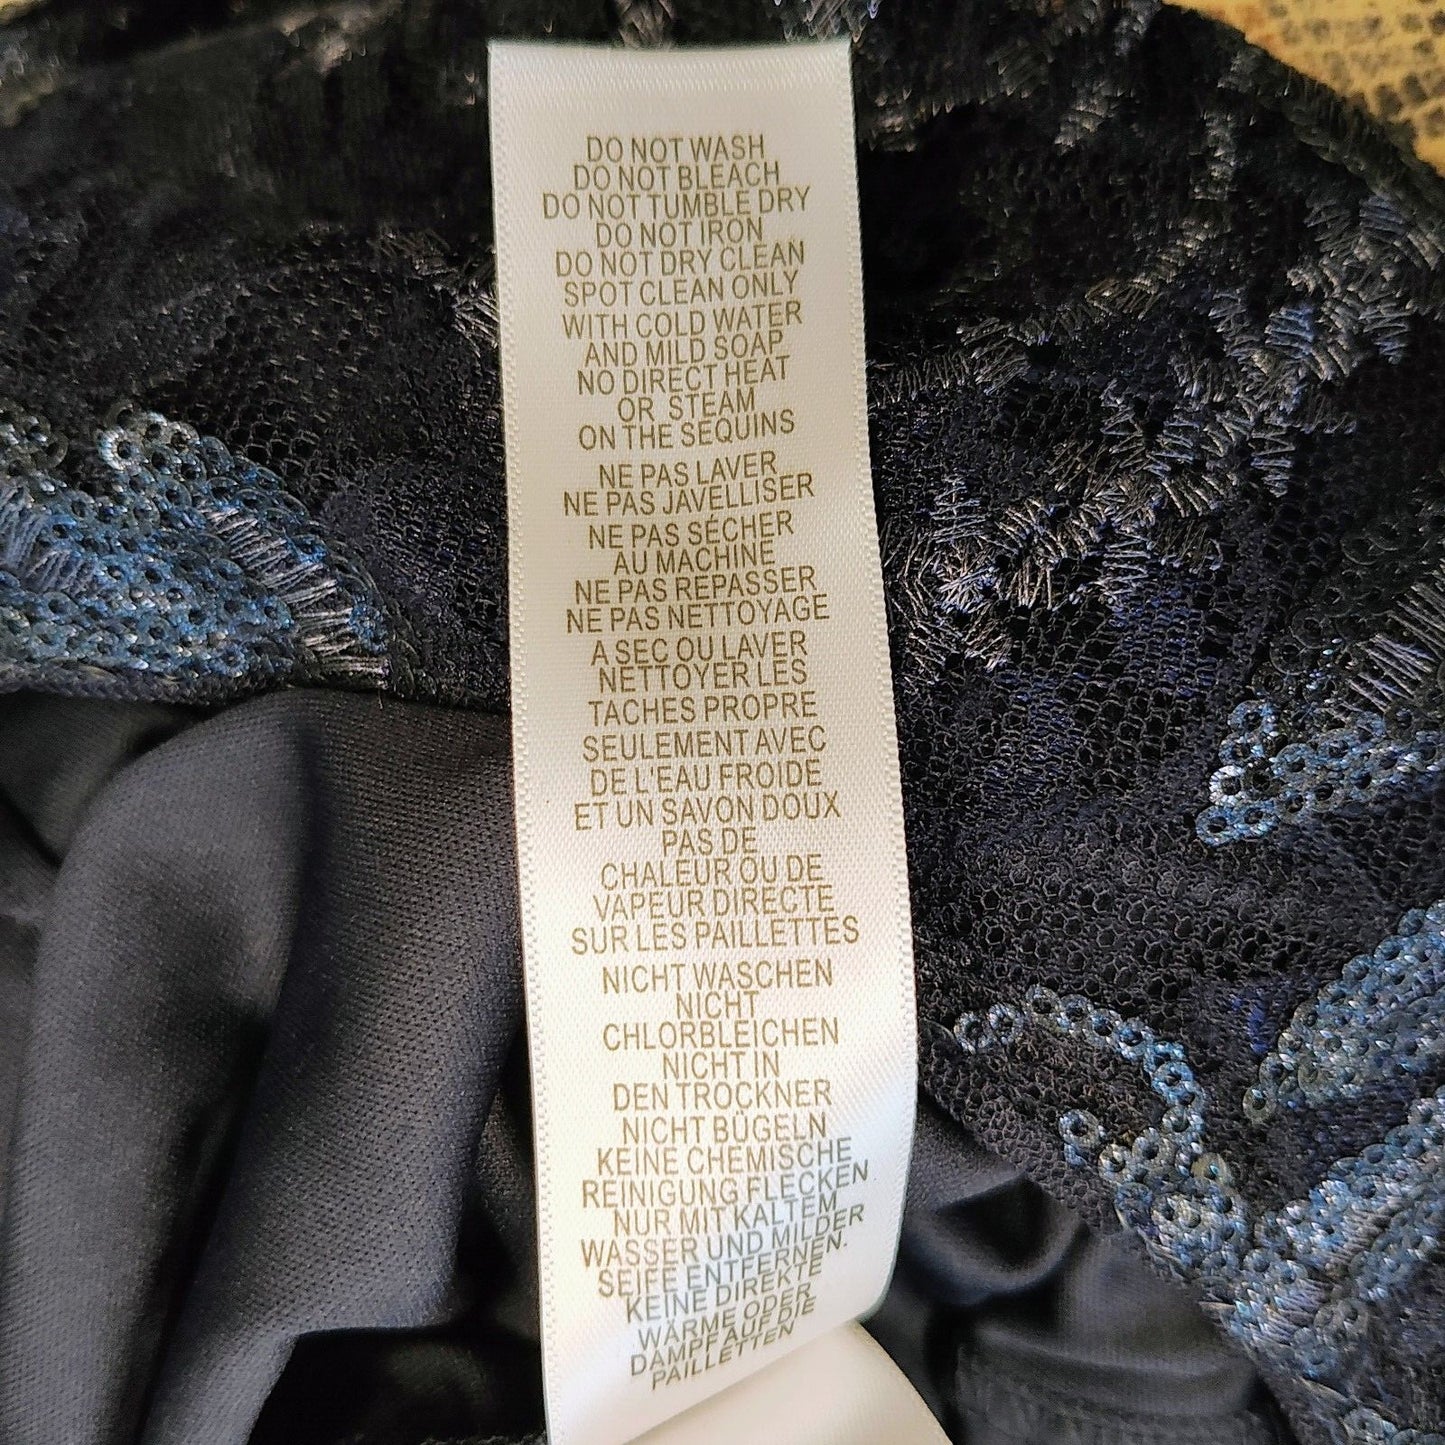 DO NOT WASH
DO NOT BLEACH
DO NOT TUMBLE DRY
DO NOT IRON
DO NOT DRY CLEAN
SPOT CLEAN ONLY
WITH COLD WATER
AND MILD SOAP
NO DIRECT HEAT
OR STEAM
ON THE SEQUINS
NE PAS LAVER
NE PAS JAVELLISER
NE PAS SÉCHER
AU MACHINE
NE PAS REPASSER
NE PAS NETTOYAGE
A SEC OU LAVER
NETTOYER LES
TACHES PROPRE
SEULEMENT AVEC
DE L'EAU FROIDE
ET UN SAVON DOUX
PAS DE
CHALEUR OU DE
VAPEUR DIRECTE
SUR LES PAILLETTES
NICHT WASCHEN
NICHT
CHLORBLEICHEN
NICHT IN
DEN TROCKNER
NICHT BÜGELN
KEINE CHEMISCHE
REINIGUNG FLECKEN
NUR MIT KALTEM
WASSER UND MILDER
SEIFE ENTFERNEN.
KEINE DIREKTE
WÄRME ODER
DAMPF AUF DIE
PAILLETTEN